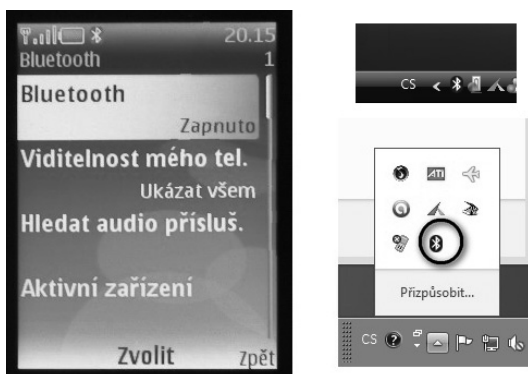 20.15
Bluetooth 1
Bluetooth
Zapnuto
Viditelnost mého tel.
Ukázat všem
Hledat audio přísluš.
Aktivní zařízení
Zvolit Zpět
CS
ATI
Přizpůsobit...
CS